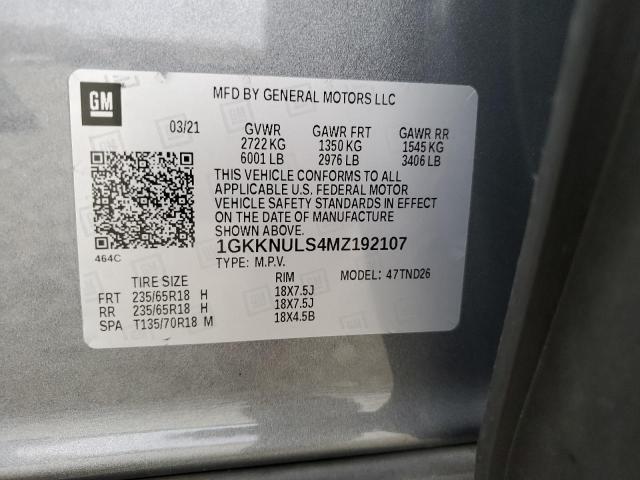 GM
MFD BY GENERAL MOTORS LLC
03/21 GVWR GAWR FRT GAWR RR
2722 KG 1350 KG 1545 KG
6001 LB 2976 LB 3406 LB
THIS VEHICLE CONFORMS TO ALL
APPLICABLE U.S. FEDERAL MOTOR
VEHICLE SAFETY STANDARDS IN EFFECT
ON THE DATE OF MANUFACTURE
SHOWN ABOVE.
1GKKNULS4MZ192107
464C
TYPE: M.P.V. MODEL: 47TND26
TIRE SIZE RIM
FRT 235/65R18 H 18X7.5J
RR 235/65R18 H 18X7.5J
SPA T135/70R18 M 18X4.5B